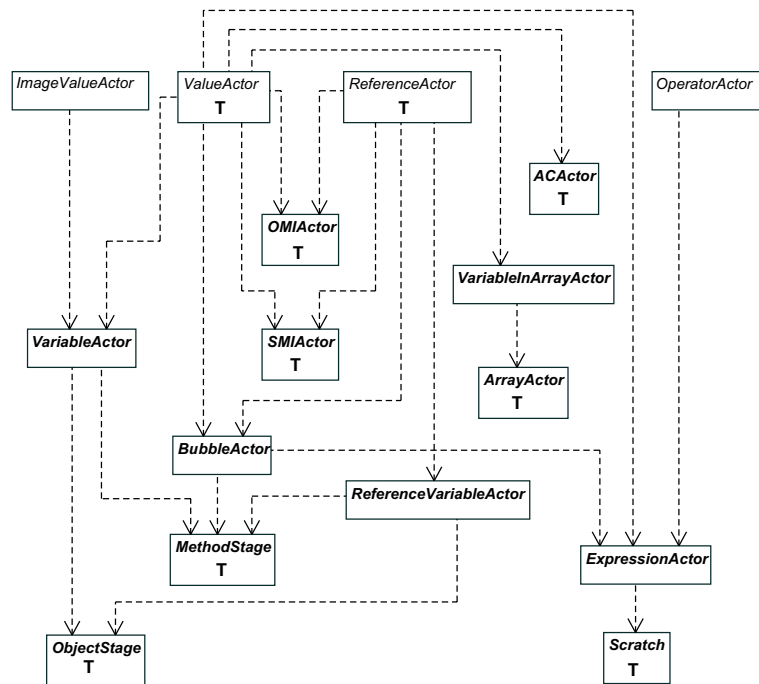 ImageValueActor
ValueActor
T
ReferenceActor
T
OperatorActor
ACActor
T
OMIActor
T
VariableInArrayActor
VariableActor
SMIActor
T
ArrayActor
T
BubbleActor
ReferenceVariableActor
MethodStage
T
ExpressionActor
ObjectStage
T
Scratch
T